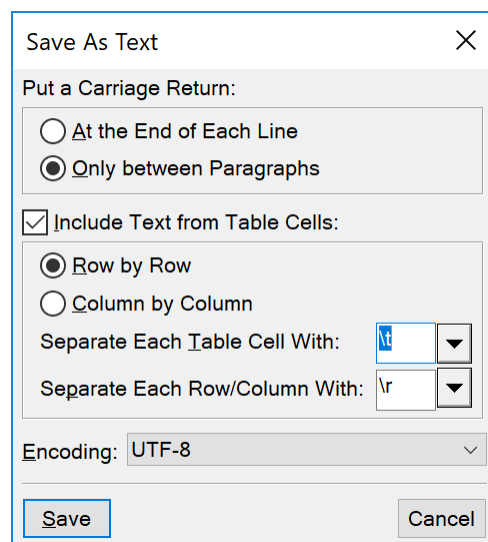 Save As Text
Put a Carriage Return:
At the End of Each Line
Only between Paragraphs
Include Text from Table Cells:
Row by Row
Column by Column
Separate Each Table Cell With: \t
Separate Each Row/Column With: \r
Encoding: UTF-8
Save Cancel